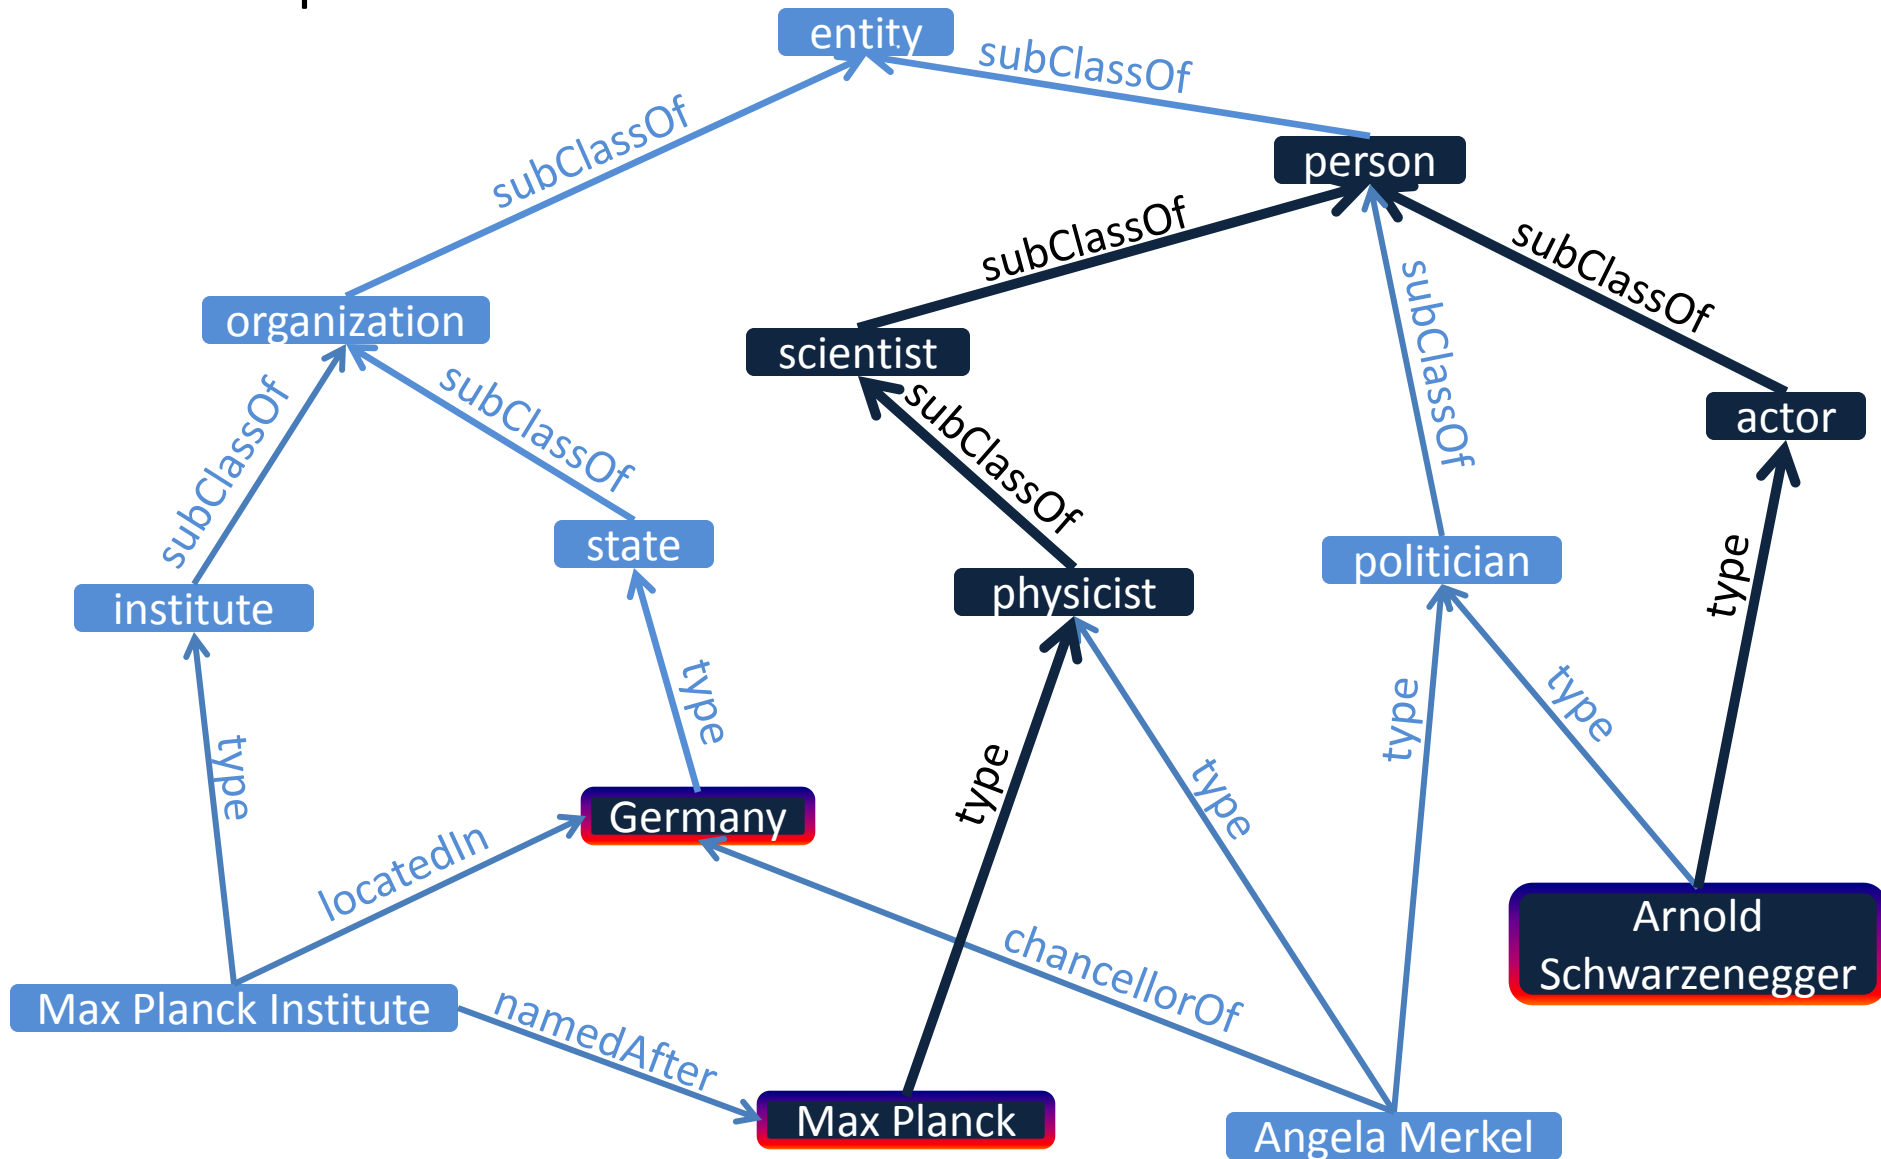 entity
subClassOf
subClassOf
person
subClassOf
subClassOf
subClassOf
organization
scientist
actor
subClassOf
subClassOf
subClassOf
state
politician
physicist
institute
type
type
type
type
type
type
type
Germany
locatedIn
Arnold
Schwarzenegger
chancellorOf
Max Planck Institute
namedAfter
Max Planck
Angela Merkel